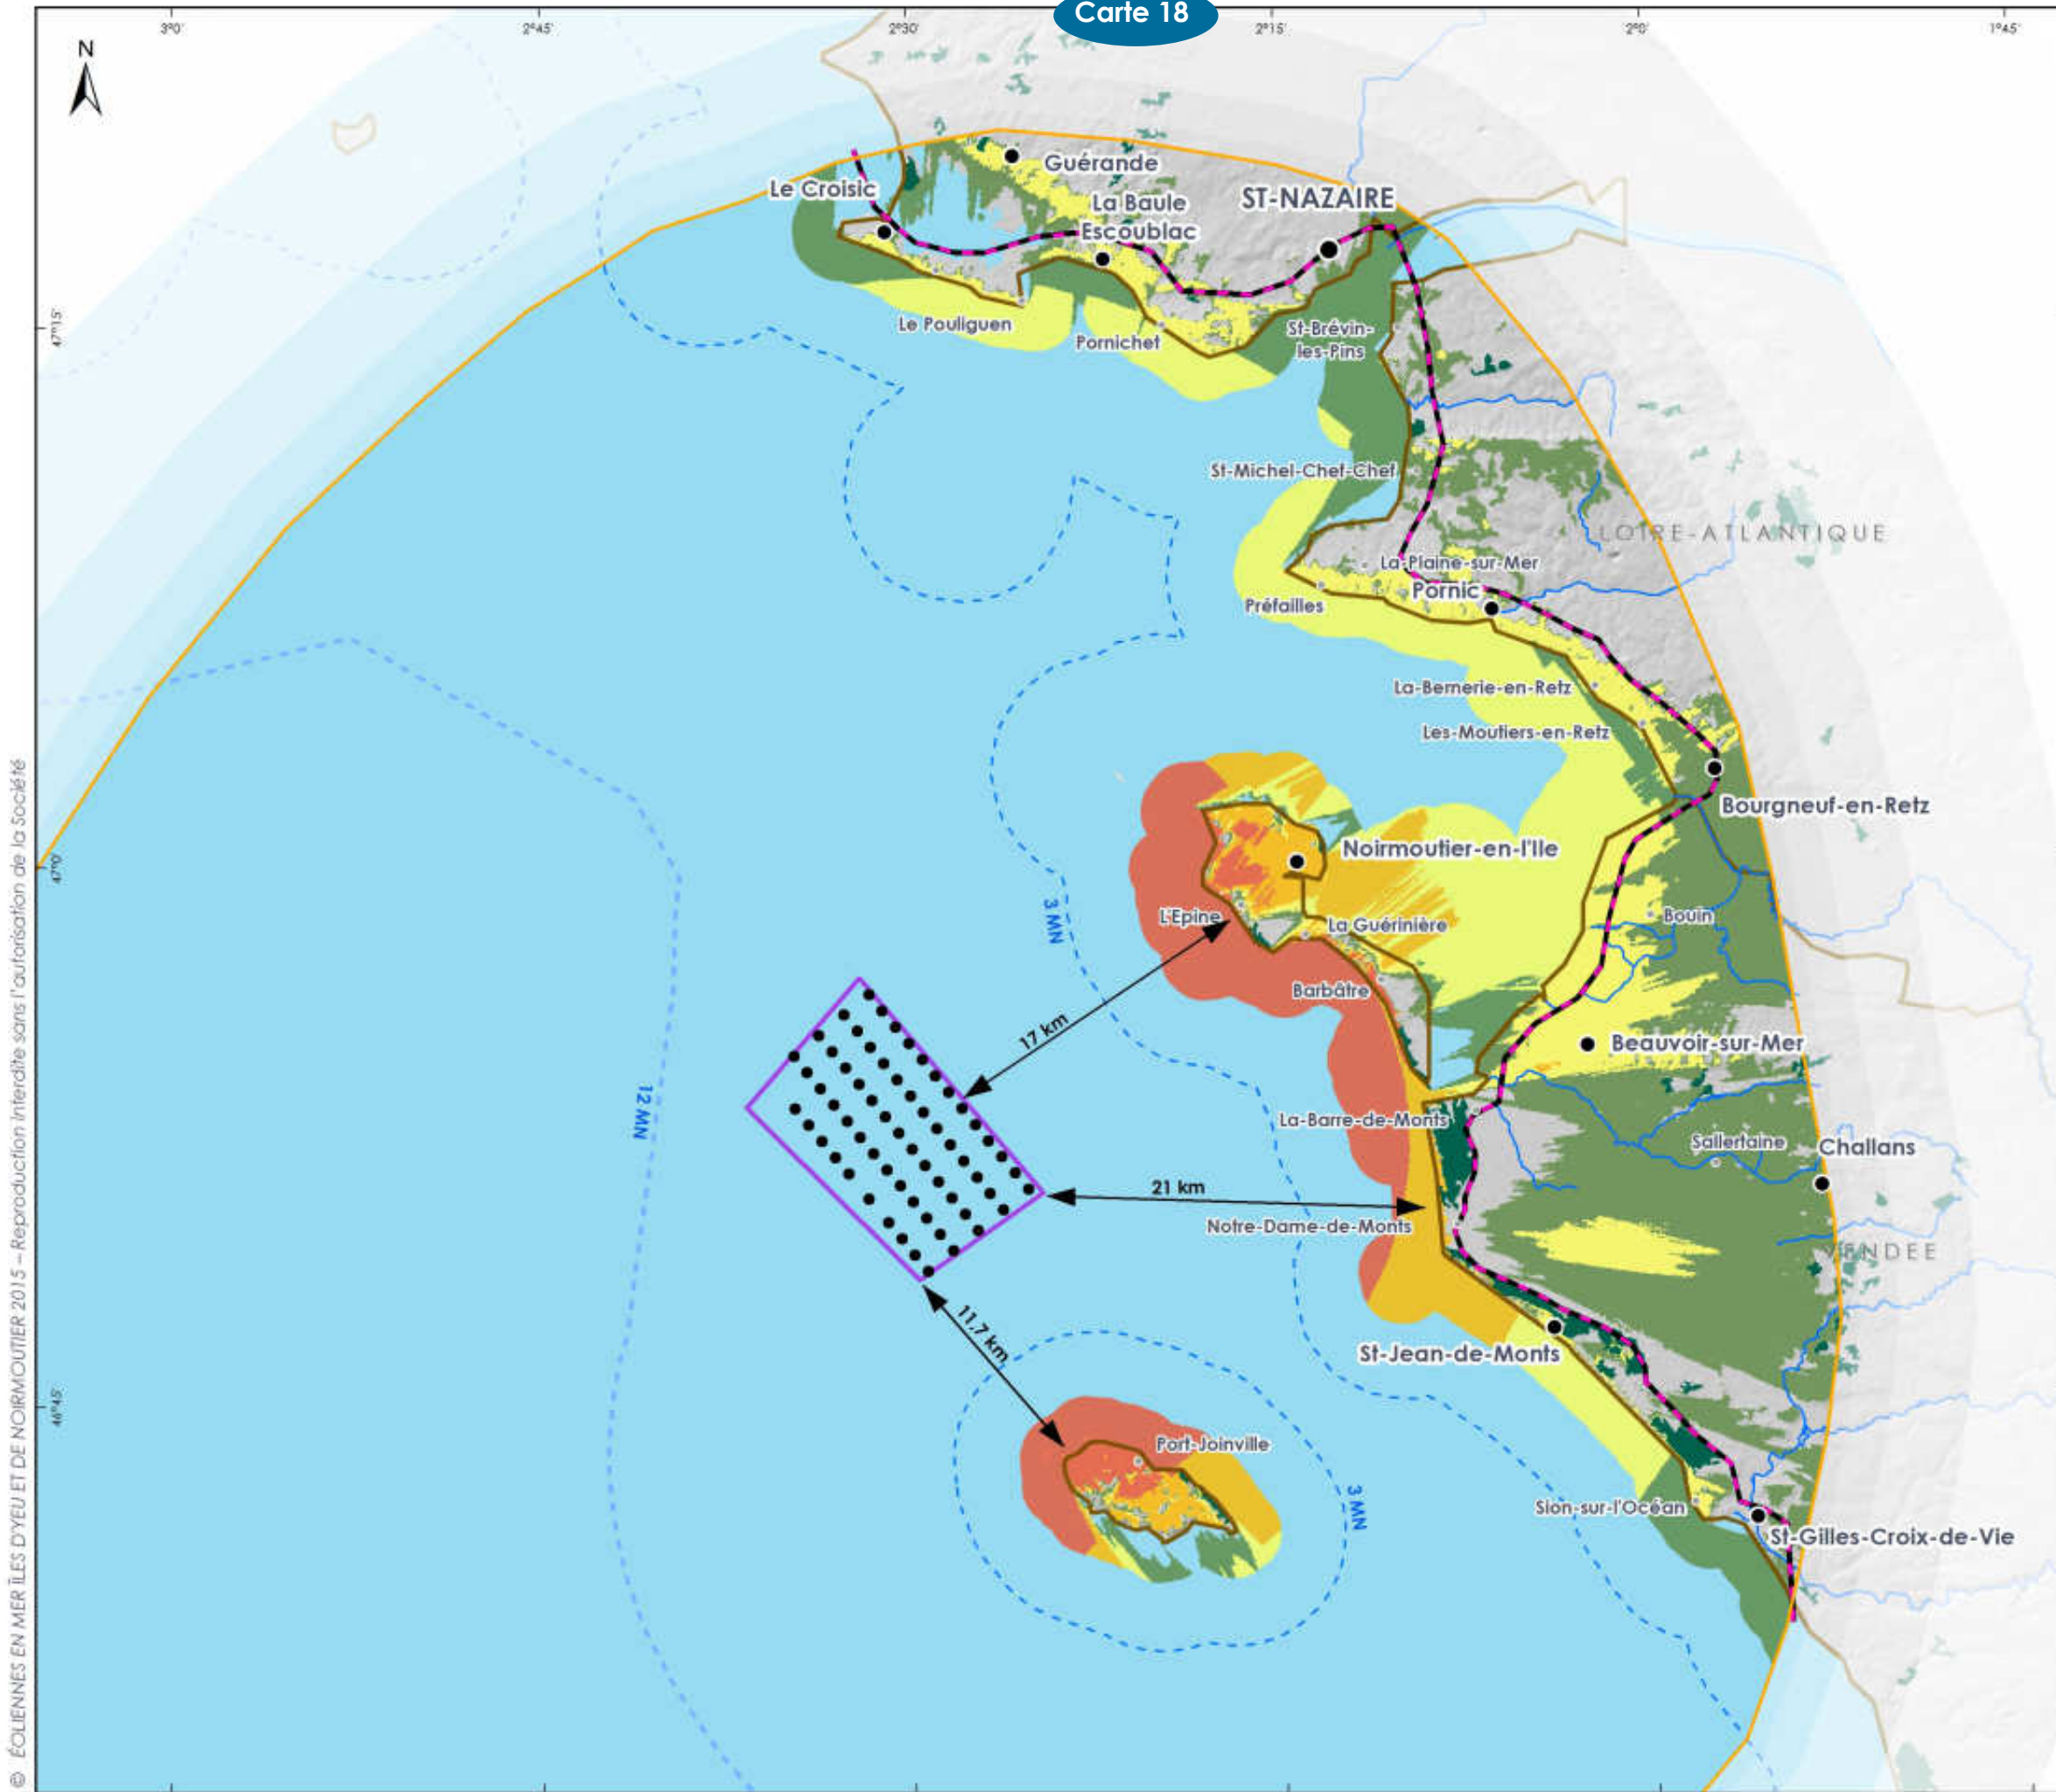 Carte 18
3°0'
2°45'
2°30'
2°15'
2°0'
1°45'
N
Guérande
Le Croisic
La Baule
Escoublac
ST-NAZAIRE
Le Pouliguen
Pornichet
St-Brévin-
les-Pins
47°15'
St-Michel-Chef-Chef
LOIRE-ATLANTIQUE
La-Plaine-sur-Mer
Pornic
Préfailles
La-Bernerie-en-Retz
Les-Moutiers-en-Retz
Bourgneuf-en-Retz
Noirmoutier-en-l'Ile
47°0'
3 MN
L'Epine
La Guérinière
Bouin
Barbâtre
17 km
Beauvoir-sur-Mer
12 MN
La-Barre-de-Monts
Sallertaine
Challans
21 km
Notre-Dame-de-Monts
VENDEE
11,7 km
St-Jean-de-Monts
46°45'
Port-Joinville
3 MN
Sion-sur-l'Océan
St-Gilles-Croix-de-Vie
© ÉOLIENNES EN MER ÎLES D'YEU ET DE NOIRMOUTIER 2015 – Reproduction interdite sans l'autorisation de la Société